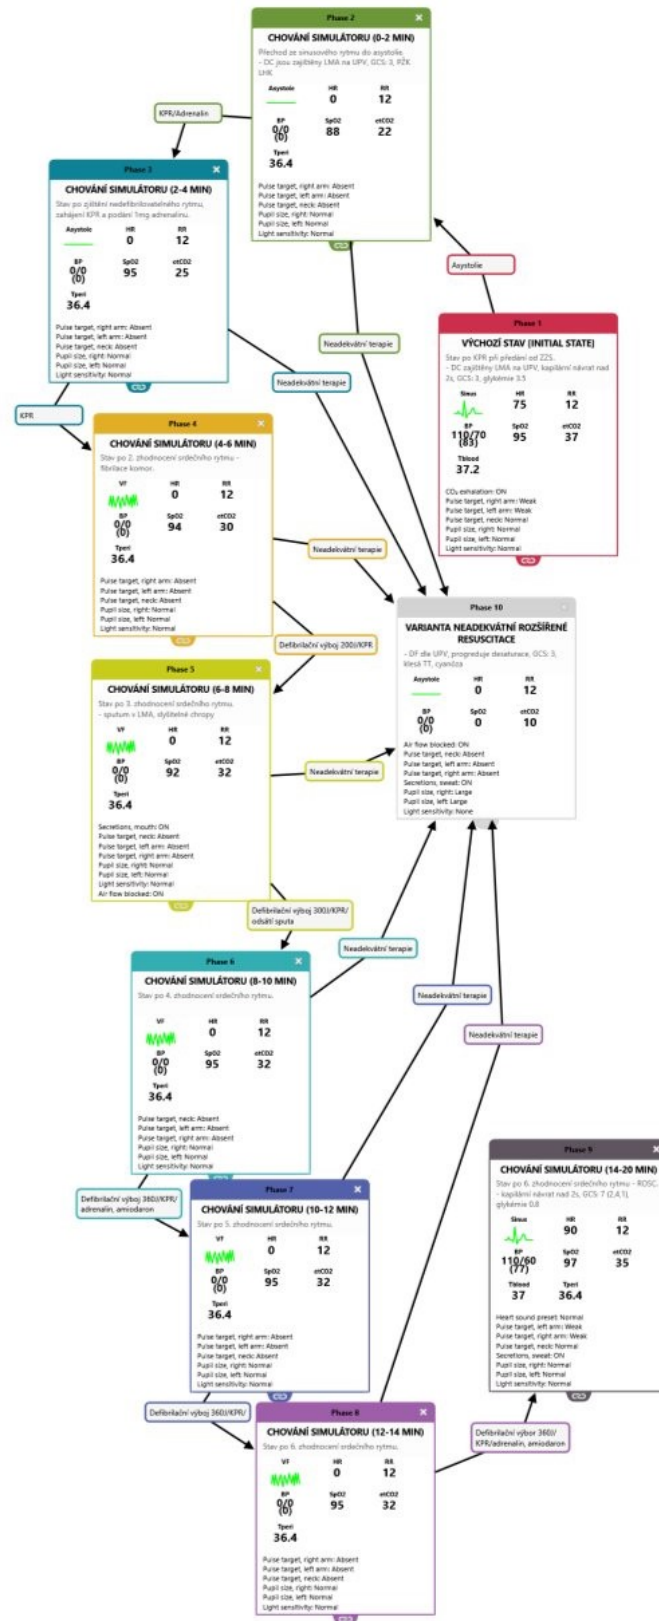 Phase 2
CHOVÁNÍ SIMULÁTORU (0-2 MIN)
Přechod ze sinusového rytmu do asystolie,
- DC jsou zajištěny LMA na UPV, GCS: 3, PŽK
LHK
Asystole HR RR
0 12
BP SpO2 etCO2
0/0 88 22
(0)
Tperi
36.4
Pulse target, right arm: Absent
Pulse target, left arm: Absent
Pulse target, neck: Absent
Pupil size, right: Normal
Pupil size, left: Normal
Light sensitivity: Normal
KPR/Adrenalin
Phase 3
CHOVÁNÍ SIMULÁTORU (2-4 MIN)
Stav po zjištění nedefibrilovatelného rytmu,
zahájení KPR a podání 1mg adrenalinu.
Asystole HR RR
0 12
BP SpO2 etCO2
0/0 95 25
(0)
Tperi
36.4
Pulse target, right arm: Absent
Pulse target, left arm: Absent
Pulse target, neck: Absent
Pupil size, right: Normal
Pupil size, left: Normal
Light sensitivity: Normal
Asystolie
Neadekvátní terapie
Neadekvátní terapie
Phase 1
VÝCHOZÍ STAV (INITIAL STATE)
Stav po KPR při předání od ZZS.
- DC zajištěny LMA na UPV, kapilární návrat nad
2s, GCS: 3, glykémie 3.5
Sinus HR RR
75 12
BP SpO2 etCO2
110/70 95 37
(83)
Tblood
37.2
CO₂ exhalation: ON
Pulse target, right arm: Weak
Pulse target, left arm: Weak
Pulse target, neck: Normal
Pupil size, right: Normal
Pupil size, left: Normal
Light sensitivity: Normal
KPR
Phase 4
CHOVÁNÍ SIMULÁTORU (4-6 MIN)
Stav po 2. zhodnocení srdečního rytmu -
fibrilace komor.
VF HR RR
0 12
BP SpO2 etCO2
0/0 94 30
(0)
Tperi
36.4
Pulse target, right arm: Absent
Pulse target, left arm: Absent
Pulse target, neck: Absent
Pupil size, right: Normal
Pupil size, left: Normal
Light sensitivity: Normal
Neadekvátní terapie
Defibrilační výboj 200J/KPR
Phase 10
VARIANTA NEADEKVÁTNÍ ROZŠÍŘENÉ
RESUSCITACE
- DF dle UPV, progreduje desaturace, GCS: 3,
klesá TT, cyanóza
Asystole HR RR
0 12
BP SpO2 etCO2
0/0 0 10
(0)
Air flow blocked: ON
Pulse target, neck: Absent
Pulse target, left arm: Absent
Pulse target, right arm: Absent
Secretions, sweat: ON
Pupil size, right: Large
Pupil size, left: Large
Light sensitivity: None
Phase 5
CHOVÁNÍ SIMULÁTORU (6-8 MIN)
Stav po 3. zhodnocení srdečního rytmu.
- sputum v LMA, slyšitelné chropy
VF HR RR
0 12
BP SpO2 etCO2
0/0 92 32
(0)
Tperi
36.4
Secretions, mouth: ON
Pulse target, neck: Absent
Pulse target, left arm: Absent
Pulse target, right arm: Absent
Pupil size, right: Normal
Pupil size, left: Normal
Light sensitivity: Normal
Air flow blocked: ON
Neadekvátní terapie
Defibrilační výboj 300J/KPR/
odsátí sputa
Phase 6
CHOVÁNÍ SIMULÁTORU (8-10 MIN)
Stav po 4. zhodnocení srdečního rytmu.
VF HR RR
0 12
BP SpO2 etCO2
0/0 95 32
(0)
Tperi
36.4
Pulse target, neck: Absent
Pulse target, left arm: Absent
Pulse target, right arm: Absent
Pupil size, right: Normal
Pupil size, left: Normal
Light sensitivity: Normal
Neadekvátní terapie
Neadekvátní terapie
Neadekvátní terapie
Defibrilační výboj 360J/KPR/
adrenalin, amiodaron
Phase 7
CHOVÁNÍ SIMULÁTORU (10-12 MIN)
Stav po 5. zhodnocení srdečního rytmu.
VF HR RR
0 12
BP SpO2 etCO2
0/0 95 32
(0)
Tperi
36.4
Pulse target, right arm: Absent
Pulse target, left arm: Absent
Pulse target, neck: Absent
Pupil size, right: Normal
Pupil size, left: Normal
Light sensitivity: Normal
Phase 9
CHOVÁNÍ SIMULÁTORU (14-20 MIN)
Stav po 6. zhodnocení srdečního rytmu - ROSC.
- kapilární návrat nad 2s, GCS: 7 (2,4,1),
glykémie 0.8
Sinus HR RR
90 12
BP SpO2 etCO2
110/60 97 35
(77)
Tblood Tperi
37 36.4
Heart sound preset: Normal
Pulse target, left arm: Weak
Pulse target, right arm: Weak
Pulse target, neck: Normal
Secretions, sweat: ON
Pupil size, right: Normal
Pupil size, left: Normal
Light sensitivity: Normal
Defibrilační výboj 360J/KPR/
Phase 8
CHOVÁNÍ SIMULÁTORU (12-14 MIN)
Stav po 6. zhodnocení srdečního rytmu.
VF HR RR
0 12
BP SpO2 etCO2
0/0 95 32
(0)
Tperi
36.4
Pulse target, right arm: Absent
Pulse target, left arm: Absent
Pulse target, neck: Absent
Pupil size, right: Normal
Pupil size, left: Normal
Light sensitivity: Normal
Defibrilační výbor 360J/
KPR/adrenalin, amiodaron